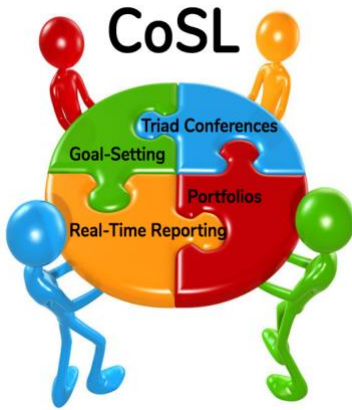 CoSL
Triad Conferences
Goal-Setting
Portfolios
Real-Time Reporting